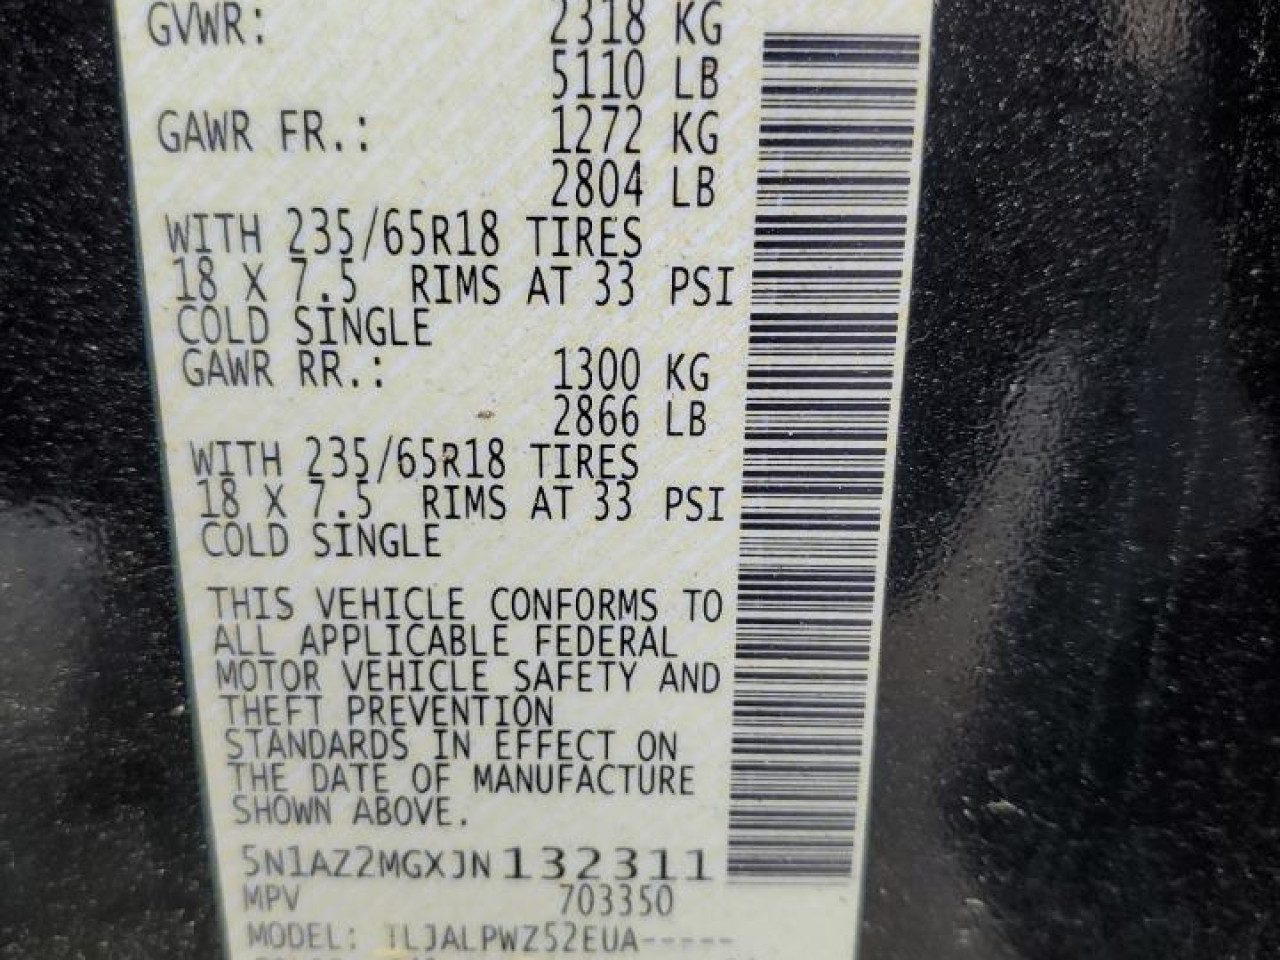 GVWR: 2318 KG
5110 LB
GAWR FR.: 1272 KG
2804 LB
WITH 235/65R18 TIRES
18 X 7.5 RIMS AT 33 PSI
COLD SINGLE
GAWR RR.: 1300 KG
2866 LB
WITH 235/65R18 TIRES
18 X 7.5 RIMS AT 33 PSI
COLD SINGLE
THIS VEHICLE CONFORMS TO
ALL APPLICABLE FEDERAL
MOTOR VEHICLE SAFETY AND
THEFT PREVENTION
STANDARDS IN EFFECT ON
THE DATE OF MANUFACTURE
SHOWN ABOVE.
5N1AZ2MGXJN132311
MPV 703350
MODEL: TLJALPWZ52EUA-----